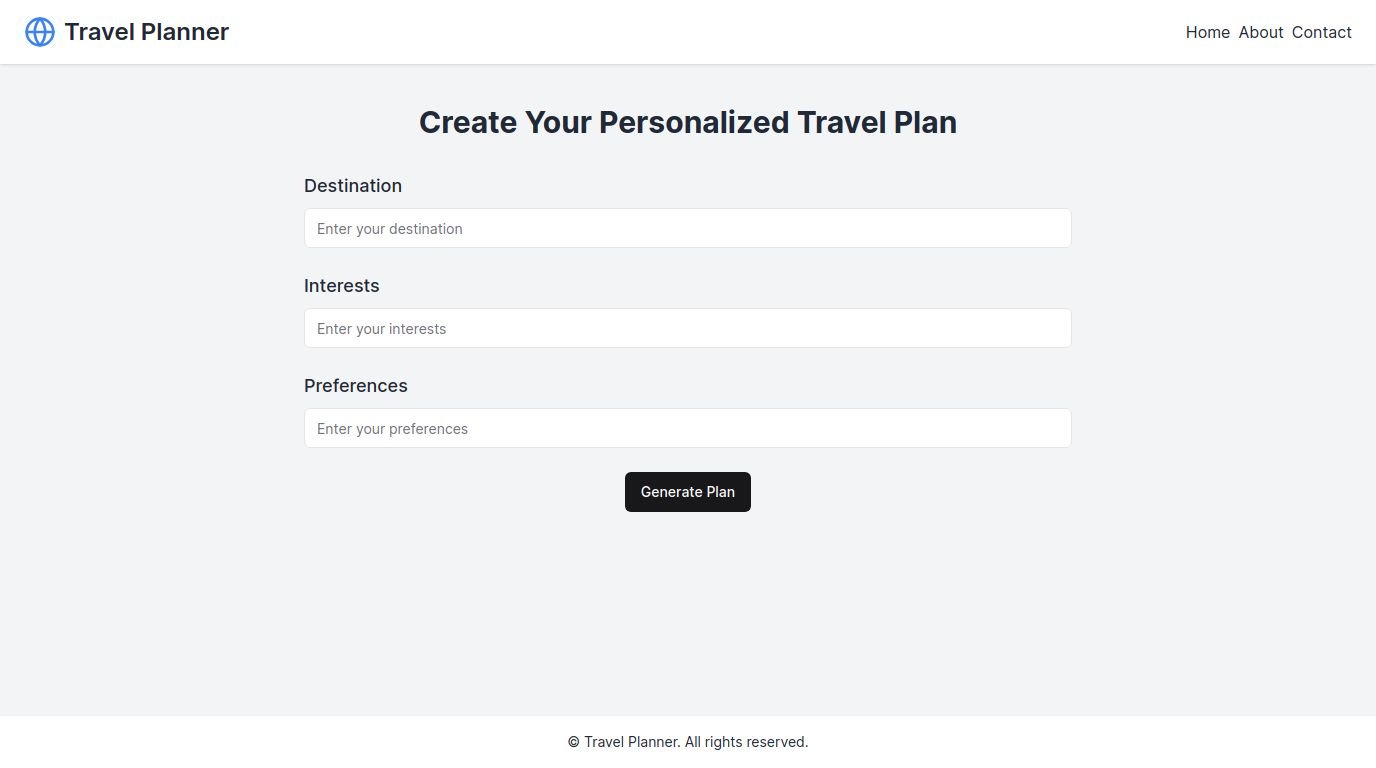 Travel Planner
Home About Contact
Create Your Personalized Travel Plan
Destination
Enter your destination
Interests
Enter your interests
Preferences
Enter your preferences
Generate Plan
© Travel Planner. All rights reserved.